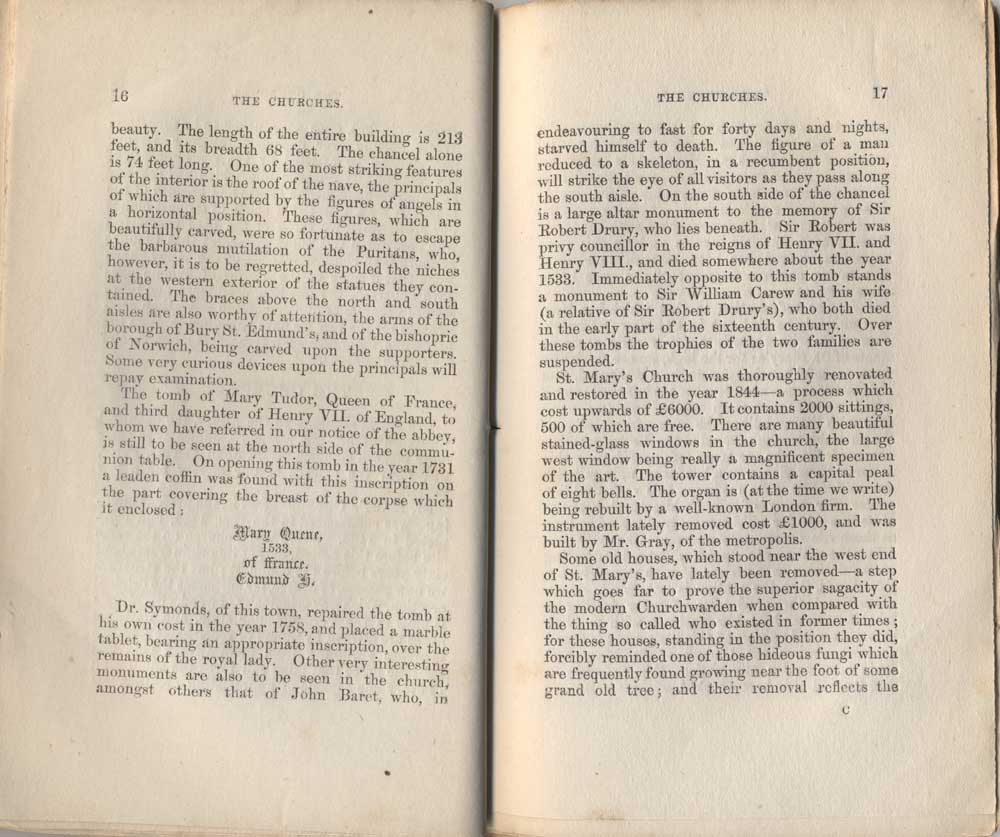 16
THE CHURCHES.
beauty. The length of the entire building is 213
feet, and its breadth 68 feet. The chancel alone
is 74 feet long. One of the most striking features
of the interior is the roof of the nave, the principals
of which are supported by the figures of angels in
a horizontal position. These figures, which are
beautifully carved, were so fortunate as to escape
the barbarous mutilation of the Puritans, who,
however, it is to be regretted, despoiled the niches
at the western exterior of the statues they con-
tained. The braces above the north and south
aisles are also worthy of attention, the arms of the
borough of Bury St. Edmund's, and of the bishopric
of Norwich, being carved upon the supporters.
Some very curious devices upon the principals will
repay examination.
The tomb of Mary Tudor, Queen of France,
and third daughter of Henry VII. of England, to
whom we have referred in our notice of the abbey,
is still to be seen at the north side of the commu-
nion table. On opening this tomb in the year 1731
a leaden coffin was found with this inscription on
the part covering the breast of the corpse which
it enclosed:
Mary Quene,
1533,
of ffrance.
Edmund H.
Dr. Symonds, of this town, repaired the tomb at
his own cost in the year 1758, and placed a marble
tablet, bearing an appropriate inscription, over the
remains of the royal lady. Other very interesting
monuments are also to be seen in the church,
amongst others that of John Baret, who, in
THE CHURCHES.
17
endeavouring to fast for forty days and nights,
starved himself to death. The figure of a man
reduced to a skeleton, in a recumbent position,
will strike the eye of all visitors as they pass along
the south aisle. On the south side of the chancel
is a large altar monument to the memory of Sir
Robert Drury, who lies beneath. Sir Robert was
privy councillor in the reigns of Henry VII. and
Henry VIII., and died somewhere about the year
1533. Immediately opposite to this tomb stands
a monument to Sir William Carew and his wife
(a relative of Sir Robert Drury's), who both died
in the early part of the sixteenth century. Over
these tombs the trophies of the two families are
suspended.
St. Mary's Church was thoroughly renovated
and restored in the year 1844—a process which
cost upwards of £6000. It contains 2000 sittings,
500 of which are free. There are many beautiful
stained-glass windows in the church, the large
west window being really a magnificent specimen
of the art. The tower contains a capital peal
of eight bells. The organ is (at the time we write)
being rebuilt by a well-known London firm. The
instrument lately removed cost £1000, and was
built by Mr. Gray, of the metropolis.
Some old houses, which stood near the west end
of St. Mary's, have lately been removed—a step
which goes far to prove the superior sagacity of
the modern Churchwarden when compared with
the thing so called who existed in former times;
for these houses, standing in the position they did,
forcibly reminded one of those hideous fungi which
are frequently found growing near the foot of some
grand old tree; and their removal reflects the
C